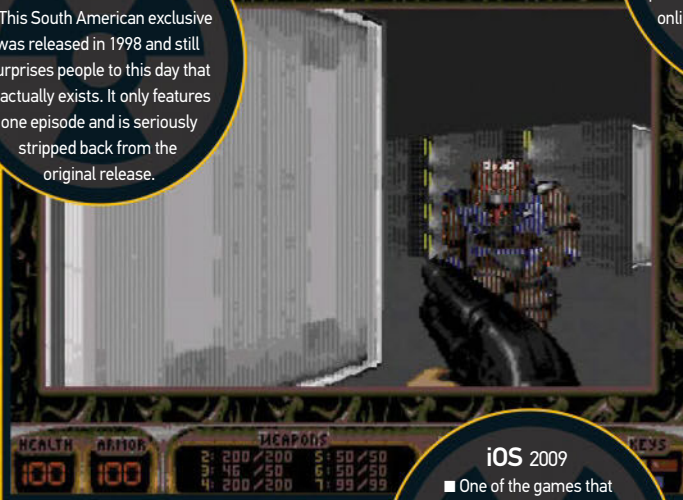 This South American exclusive
was released in 1998 and still
surprises people to this day that
actually exists. It only features
one episode and is seriously
stripped back from the
original release.
HEALTH ARMOR WEAPONS KEYS
100 100
2: 200/200 5: 50/50
3: 46/50 6: 50/50
4: 200/200 7: 99/99
iOS 2009
■ One of the games that